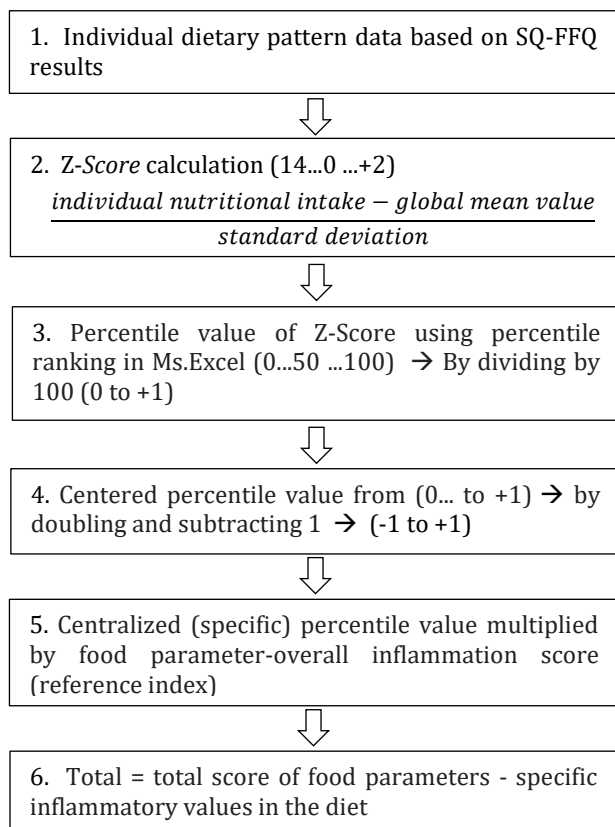 1. Individual dietary pattern data based on SQ-FFQ
results
2. Z-Score calculation (14...0 ...+2)
individual nutritional intake − global mean value
standard deviation
3. Percentile value of Z-Score using percentile
ranking in Ms.Excel (0...50 ...100) → By dividing by
100 (0 to +1)
4. Centered percentile value from (0... to +1) → by
doubling and subtracting 1 → (-1 to +1)
5. Centralized (specific) percentile value multiplied
by food parameter-overall inflammation score
(reference index)
6. Total = total score of food parameters - specific
inflammatory values in the diet